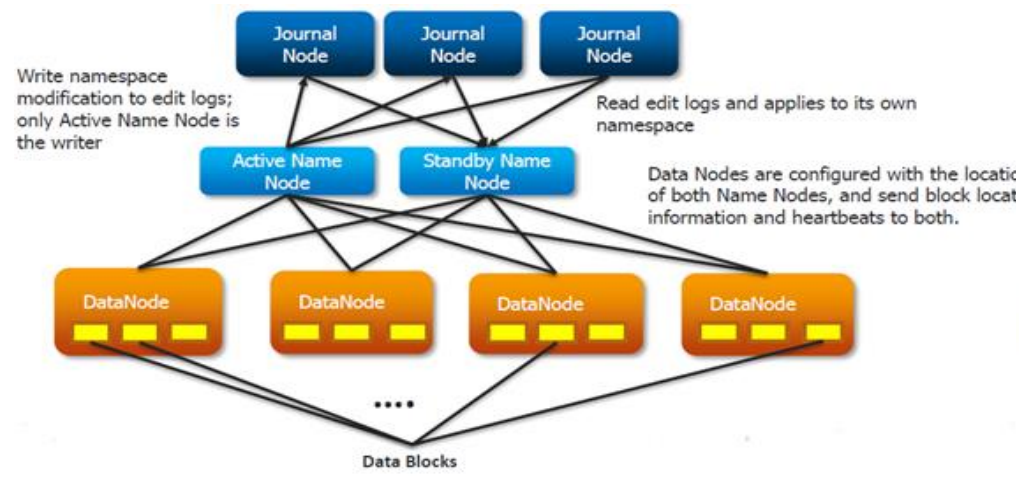 Journal
Node
Journal
Node
Journal
Node
Write namespace
modification to edit logs;
only Active Name Node is
the writer
Read edit logs and applies to its own
namespace
Active Name
Node
Standby Name
Node
Data Nodes are configured with the
of both Name Nodes, and send block
information and heartbeats to both.
DataNode
DataNode
DataNode
DataNode
....
Data Blocks